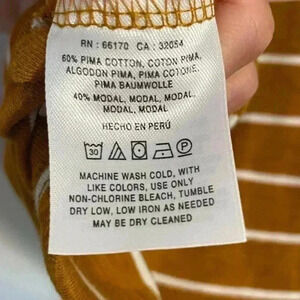 RN : 66170 CA : 32054
60% PIMA COTTON, COTON PIMA,
ALGODON PIMA, PIMA COTONE,
PIMA BAUMWOLLE
40% MODAL, MODAL, MODAL,
MODAL, MODAL
HECHO EN PERÚ
30 P
MACHINE WASH COLD, WITH
LIKE COLORS, USE ONLY
NON-CHLORINE BLEACH, TUMBLE
DRY LOW, LOW IRON AS NEEDED
MAY BE DRY CLEANED